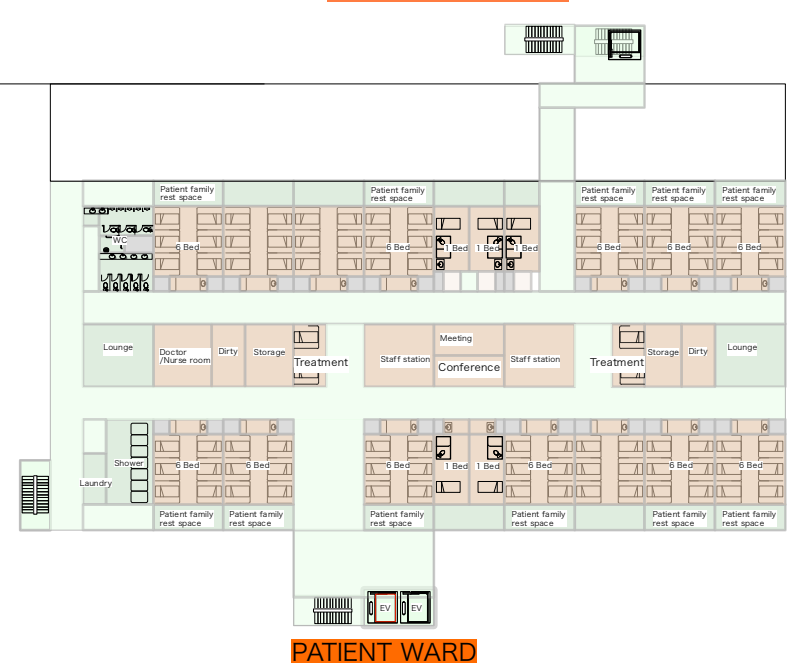 Patient family
rest space
Patient family
rest space
Patient family
rest space
Patient family
rest space
Patient family
rest space
WC
6 Bed
6 Bed
1 Bed
1 Bed
1 Bed
6 Bed
6 Bed
6 Bed
Lounge
Doctor
/Nurse room
Dirty
Storage
Treatment
Staff station
Meeting
Conference
Staff station
Treatment
Storage
Dirty
Lounge
Shower
Laundry
6 Bed
6 Bed
6 Bed
1 Bed
1 Bed
6 Bed
6 Bed
6 Bed
Patient family
rest space
Patient family
rest space
Patient family
rest space
Patient family
rest space
Patient family
rest space
Patient family
rest space
EV
EV
PATIENT WARD